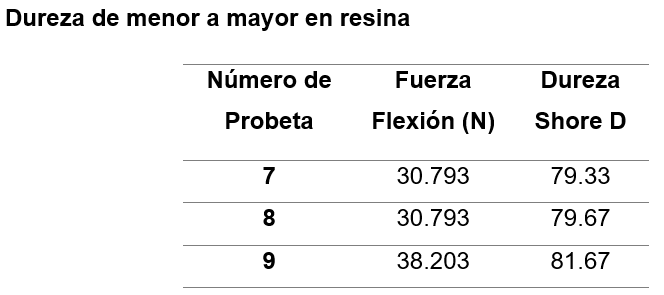 Dureza de menor a mayor en resina
Número de Fuerza Dureza
Probeta Flexión (N) Shore D
7 30.793 79.33
8 30.793 79.67
9 38.203 81.67